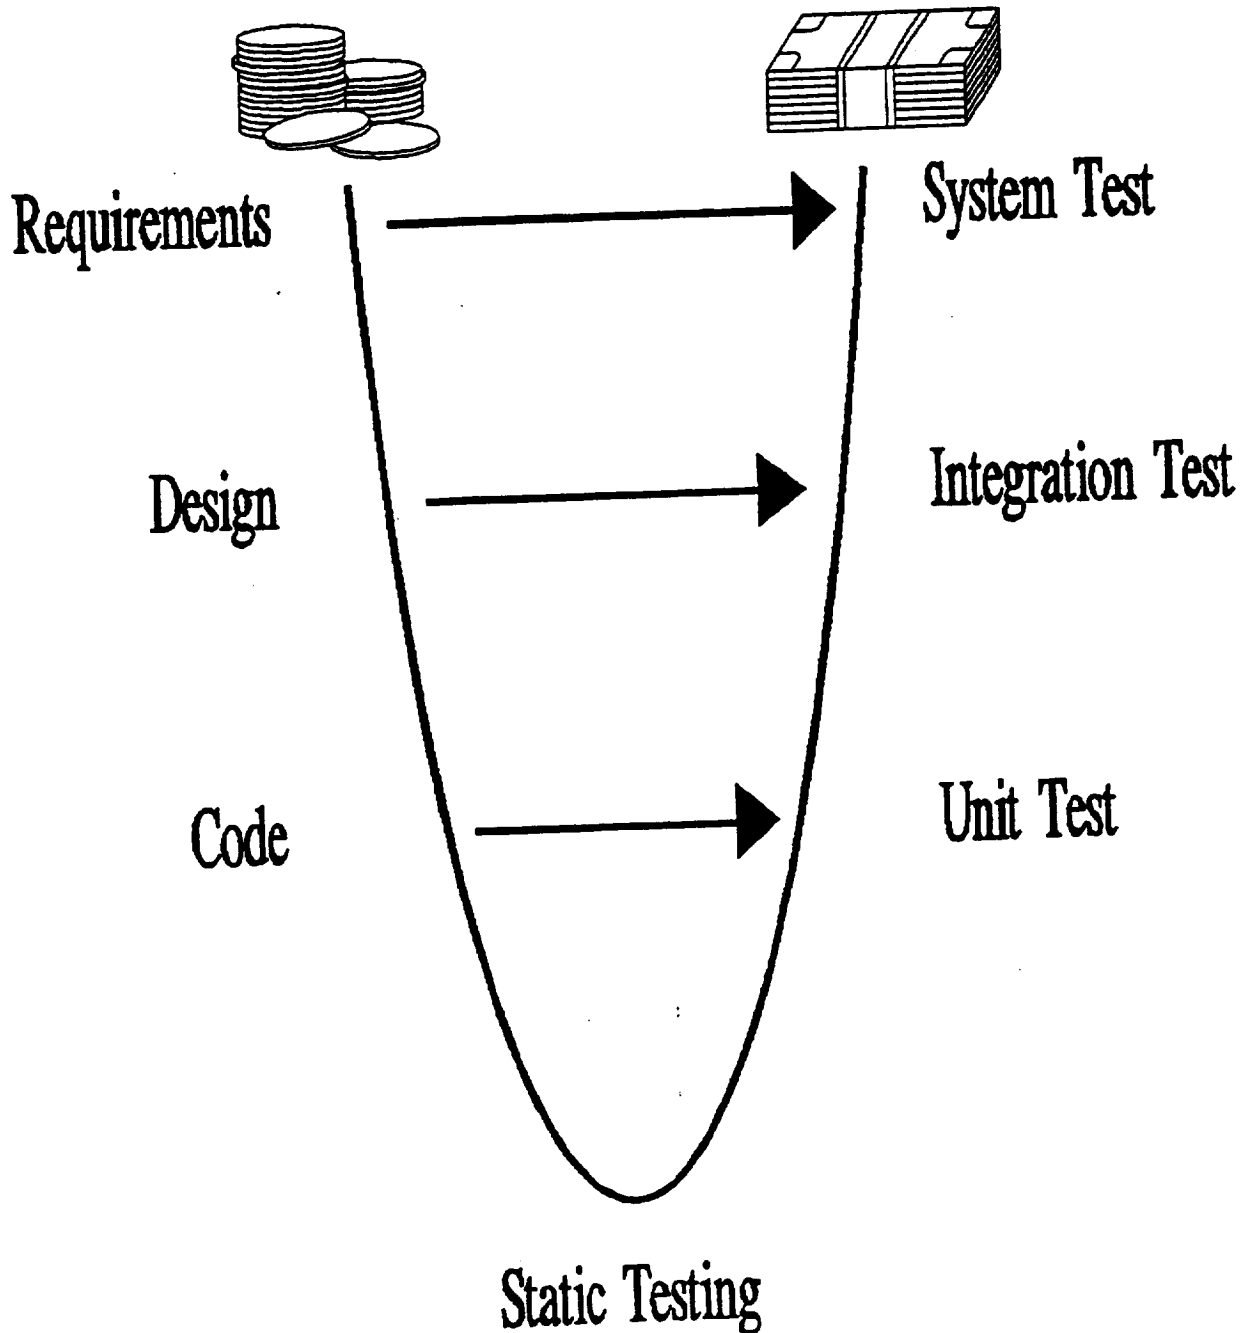 Requirements
System Test
Design
Integration Test
Code
Unit Test
Static Testing